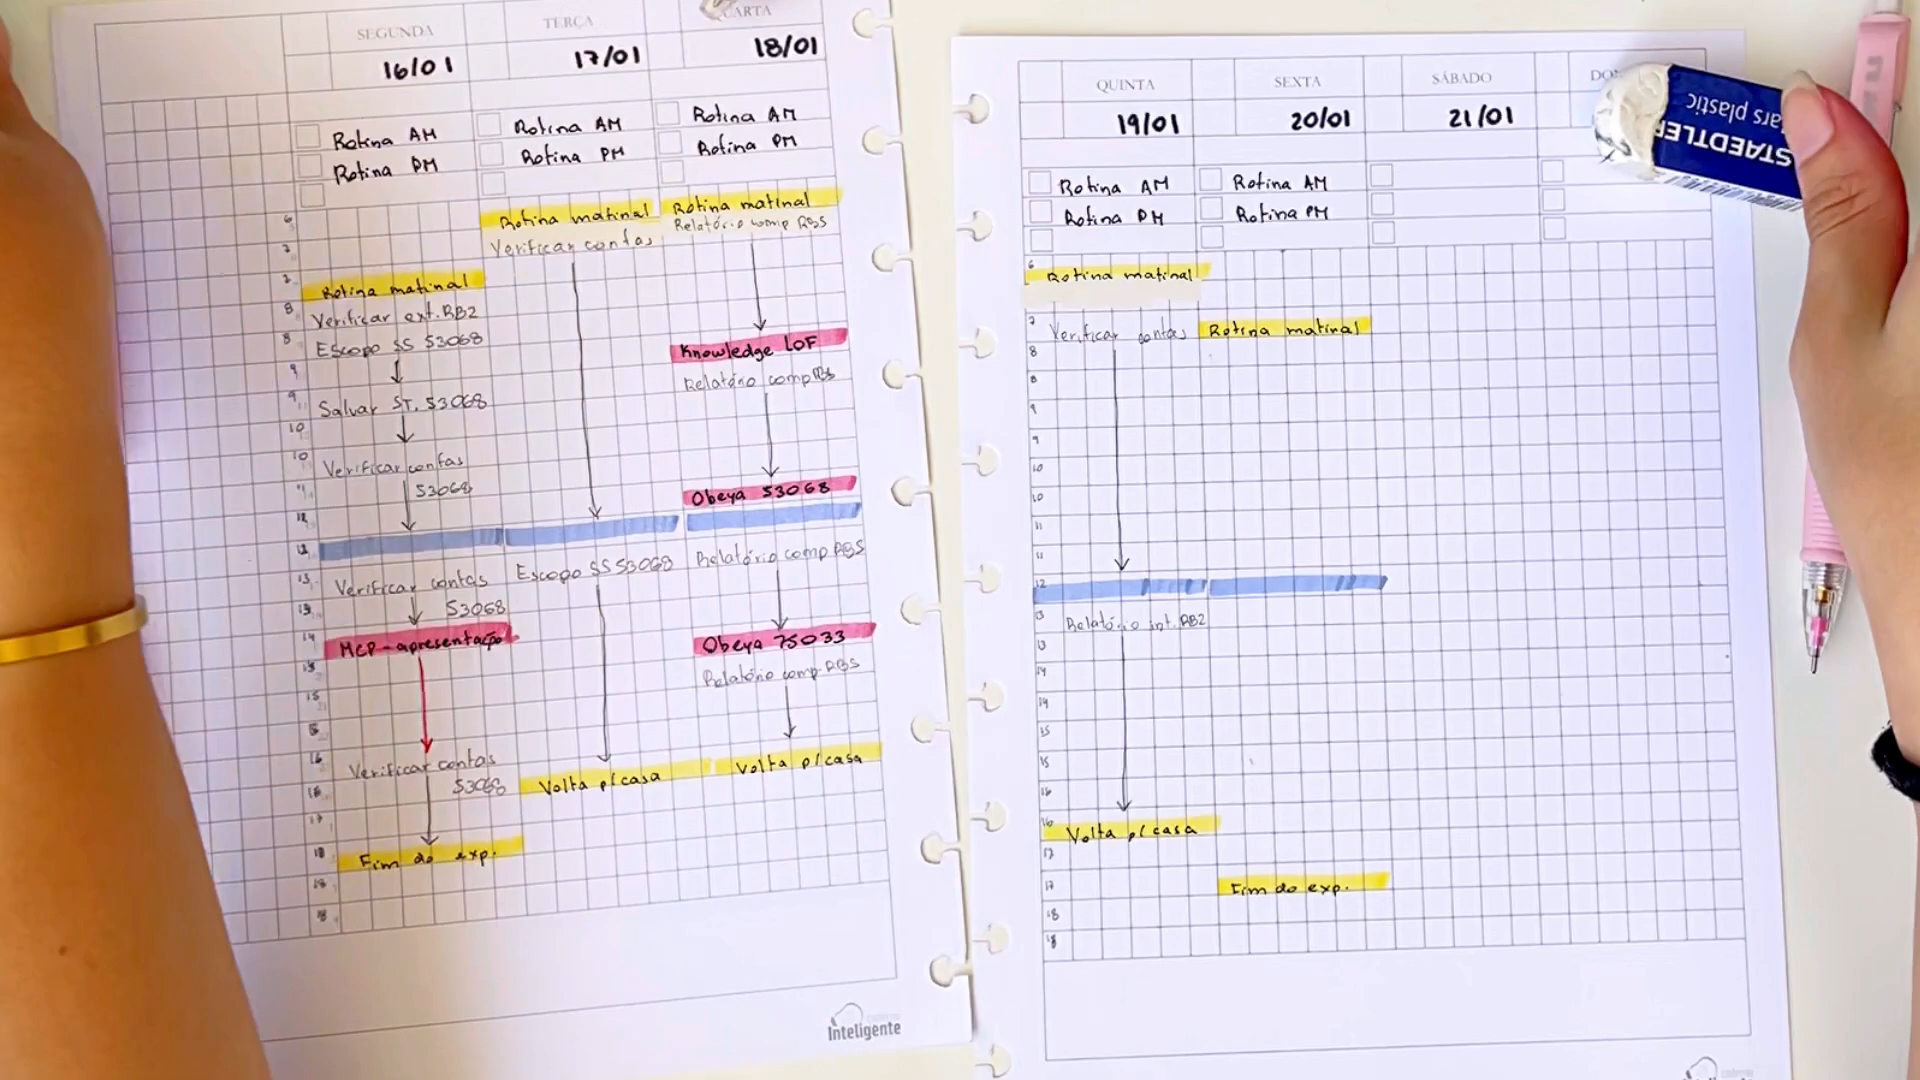 SEGUNDA
16/01
Rotina AM
Rotina PM
Rotina matinal
Verificar ext. RB2
Escopo SS 53068
Salvar ST. 53068
Verificar contas
53068
Verificar contas
53068
MCP - apresentação
Verificar contas
53068
Fim do exp.
TERÇA
17/01
Rotina AM
Rotina PM
Rotina matinal
Verificar contas
Escopo SS 53068
Volta p/ casa
CARTA
18/01
Rotina AM
Rotina PM
Rotina matinal
Relatório comp RBS
Knowledge LOF
Relatório comp RBS
Obeya 53068
Relatório comp RBS
Obeya 75033
Relatório comp. RBS
Volta p/ casa
Inteligente
QUINTA
19/01
Rotina AM
Rotina PM
Rotina matinal
Verificar contas
Relatório int. RB2
Volta p/ casa
SEXTA
20/01
Rotina AM
Rotina PM
Rotina matinal
Fim do exp.
SÁBADO
21/01
STAEDTLER
ars plastic